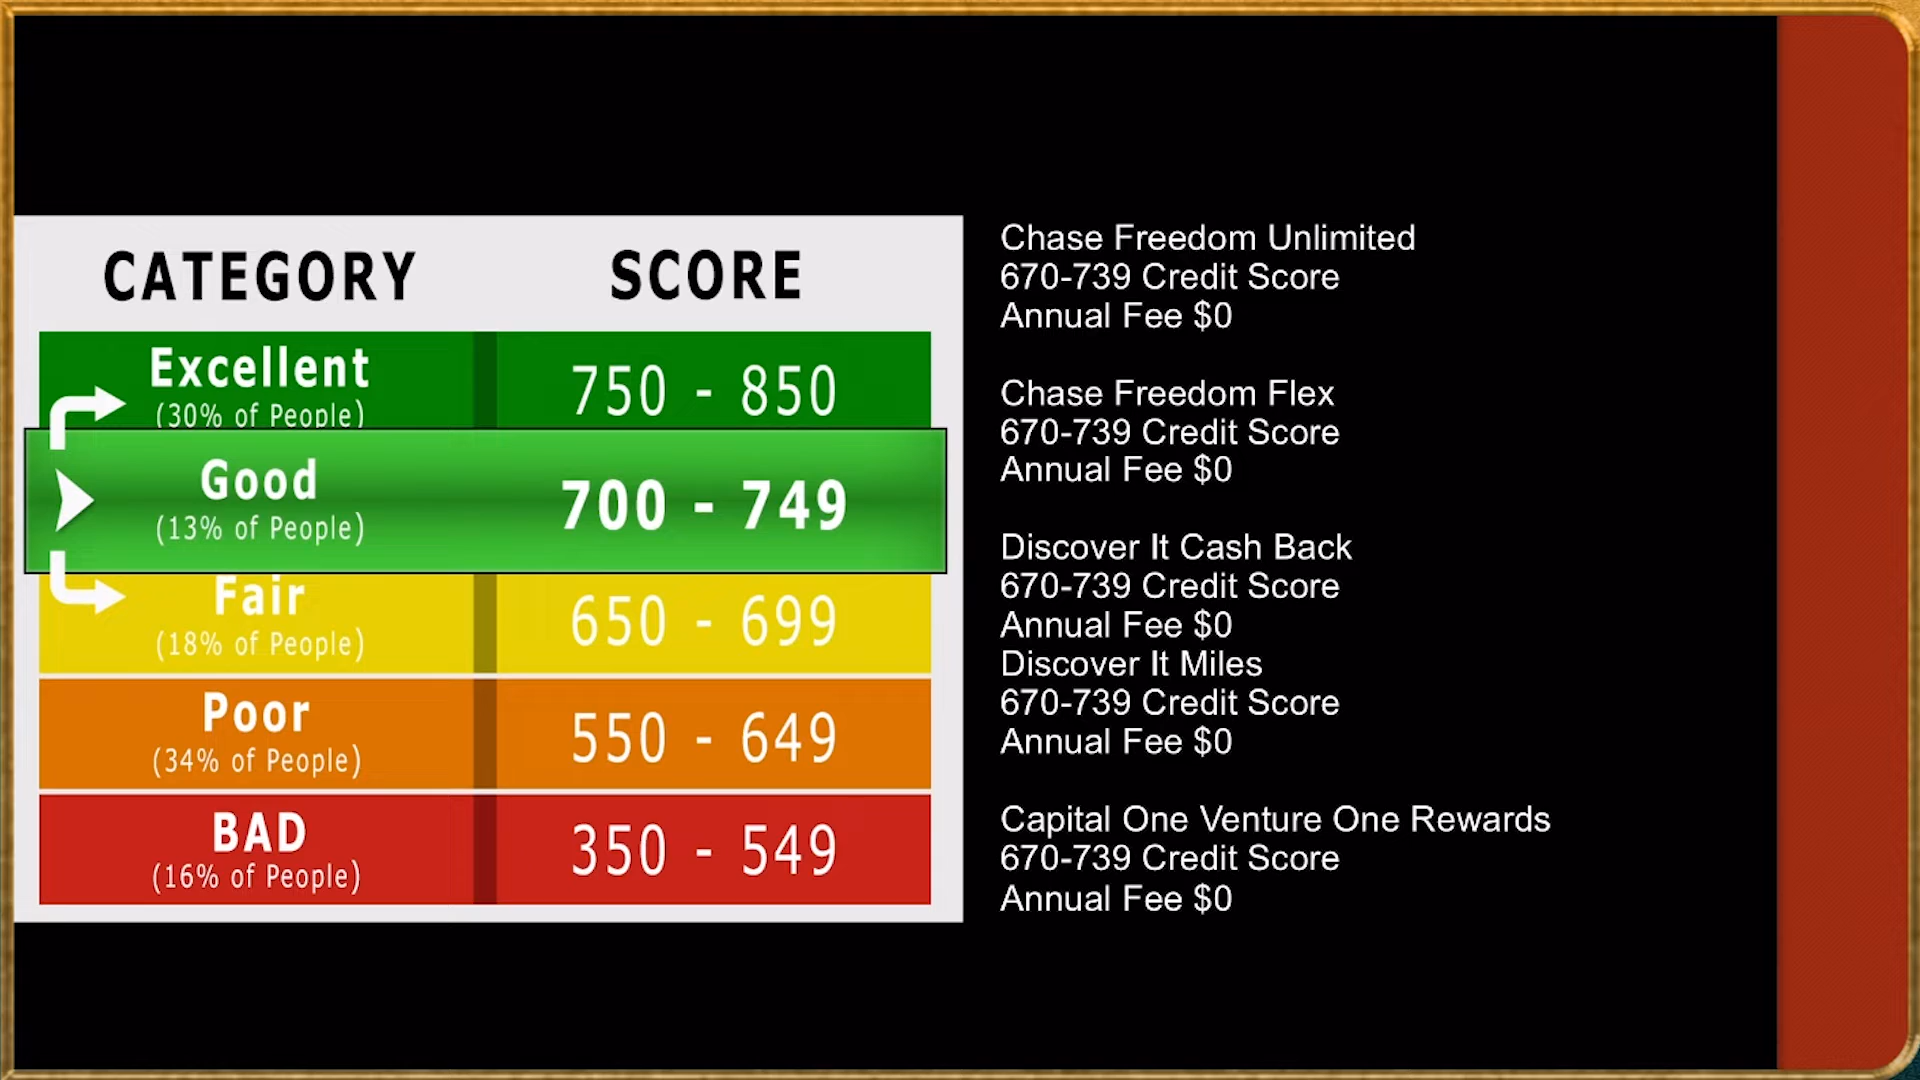 CATEGORY SCORE
Excellent
(30% of People)
750 - 850
Good
(13% of People)
700 - 749
Fair
(18% of People)
650 - 699
Poor
(34% of People)
550 - 649
BAD
(16% of People)
350 - 549
Chase Freedom Unlimited
670-739 Credit Score
Annual Fee $0
Chase Freedom Flex
670-739 Credit Score
Annual Fee $0
Discover It Cash Back
670-739 Credit Score
Annual Fee $0
Discover It Miles
670-739 Credit Score
Annual Fee $0
Capital One Venture One Rewards
670-739 Credit Score
Annual Fee $0